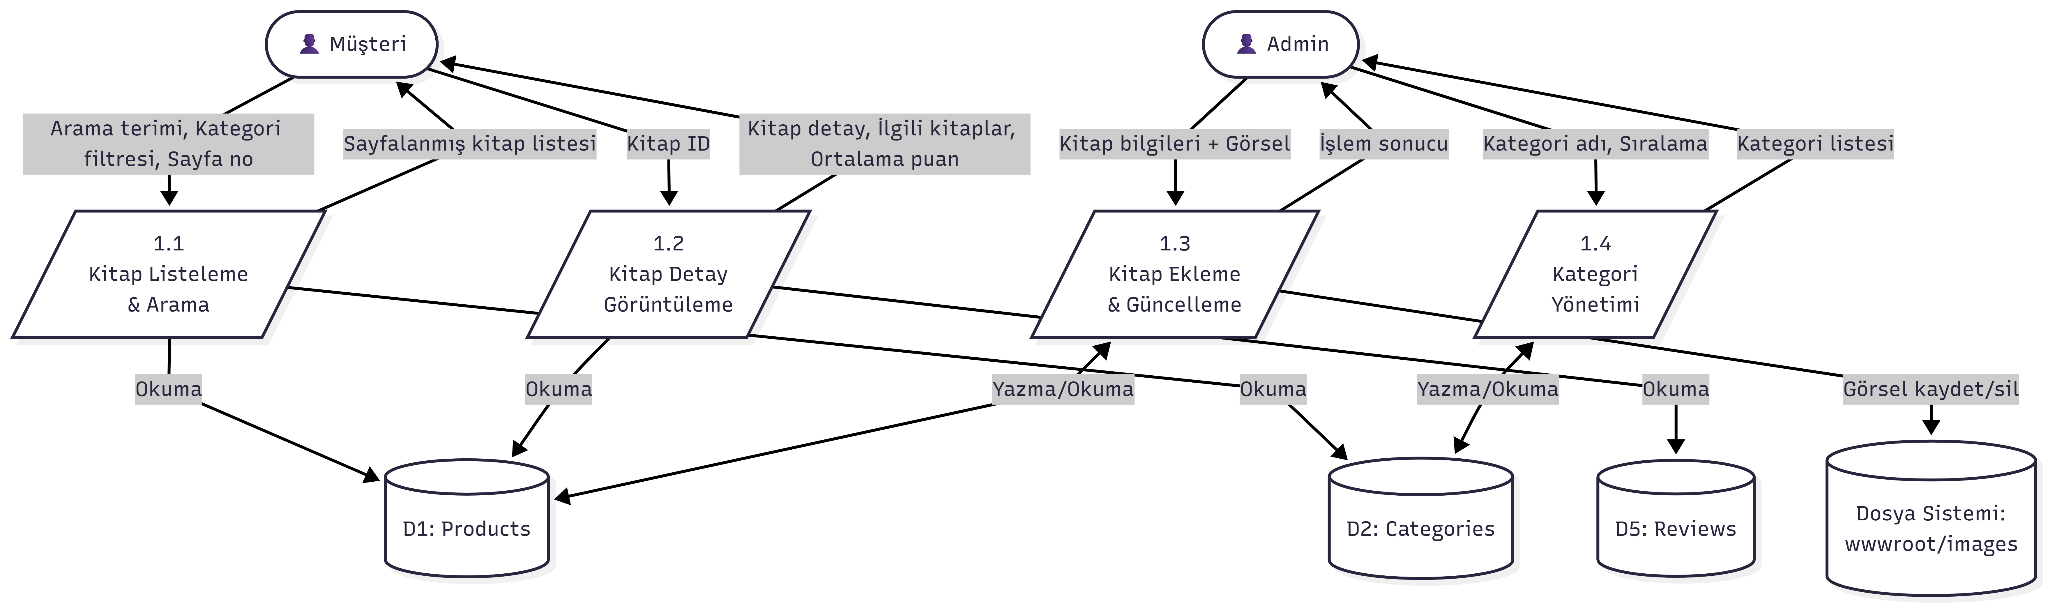 Müşteri
Admin
Arama terimi, Kategori
filtresi, Sayfa no
Sayfalanmış kitap listesi
Kitap ID
Kitap detay, İlgili kitaplar,
Ortalama puan
Kitap bilgileri + Görsel
İşlem sonucu
Kategori adı, Sıralama
Kategori listesi
1.1
Kitap Listeleme
& Arama
1.2
Kitap Detay
Görüntüleme
1.3
Kitap Ekleme
& Güncelleme
1.4
Kategori
Yönetimi
Okuma
Okuma
Yazma/Okuma
Okuma
Yazma/Okuma
Okuma
Görsel kaydet/sil
D1: Products
D2: Categories
D5: Reviews
Dosya Sistemi:
wwwroot/images